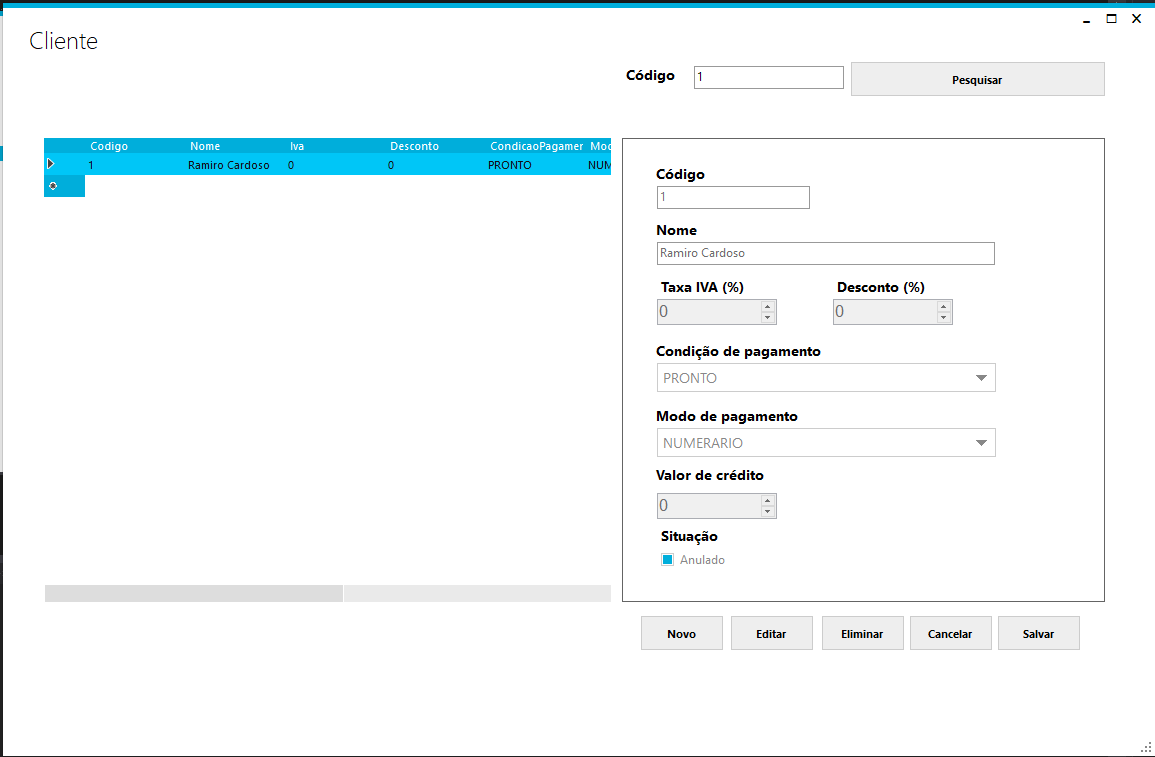 Cliente
Código 1 Pesquisar
Codigo Nome Iva Desconto CondicaoPagamer Moc
1 Ramiro Cardoso 0 0 PRONTO NUM
Código
1
Nome
Ramiro Cardoso
Taxa IVA (%) Desconto (%)
0 0
Condição de pagamento
PRONTO
Modo de pagamento
NUMERARIO
Valor de crédito
0
Situação
Anulado
Novo Editar Eliminar Cancelar Salvar